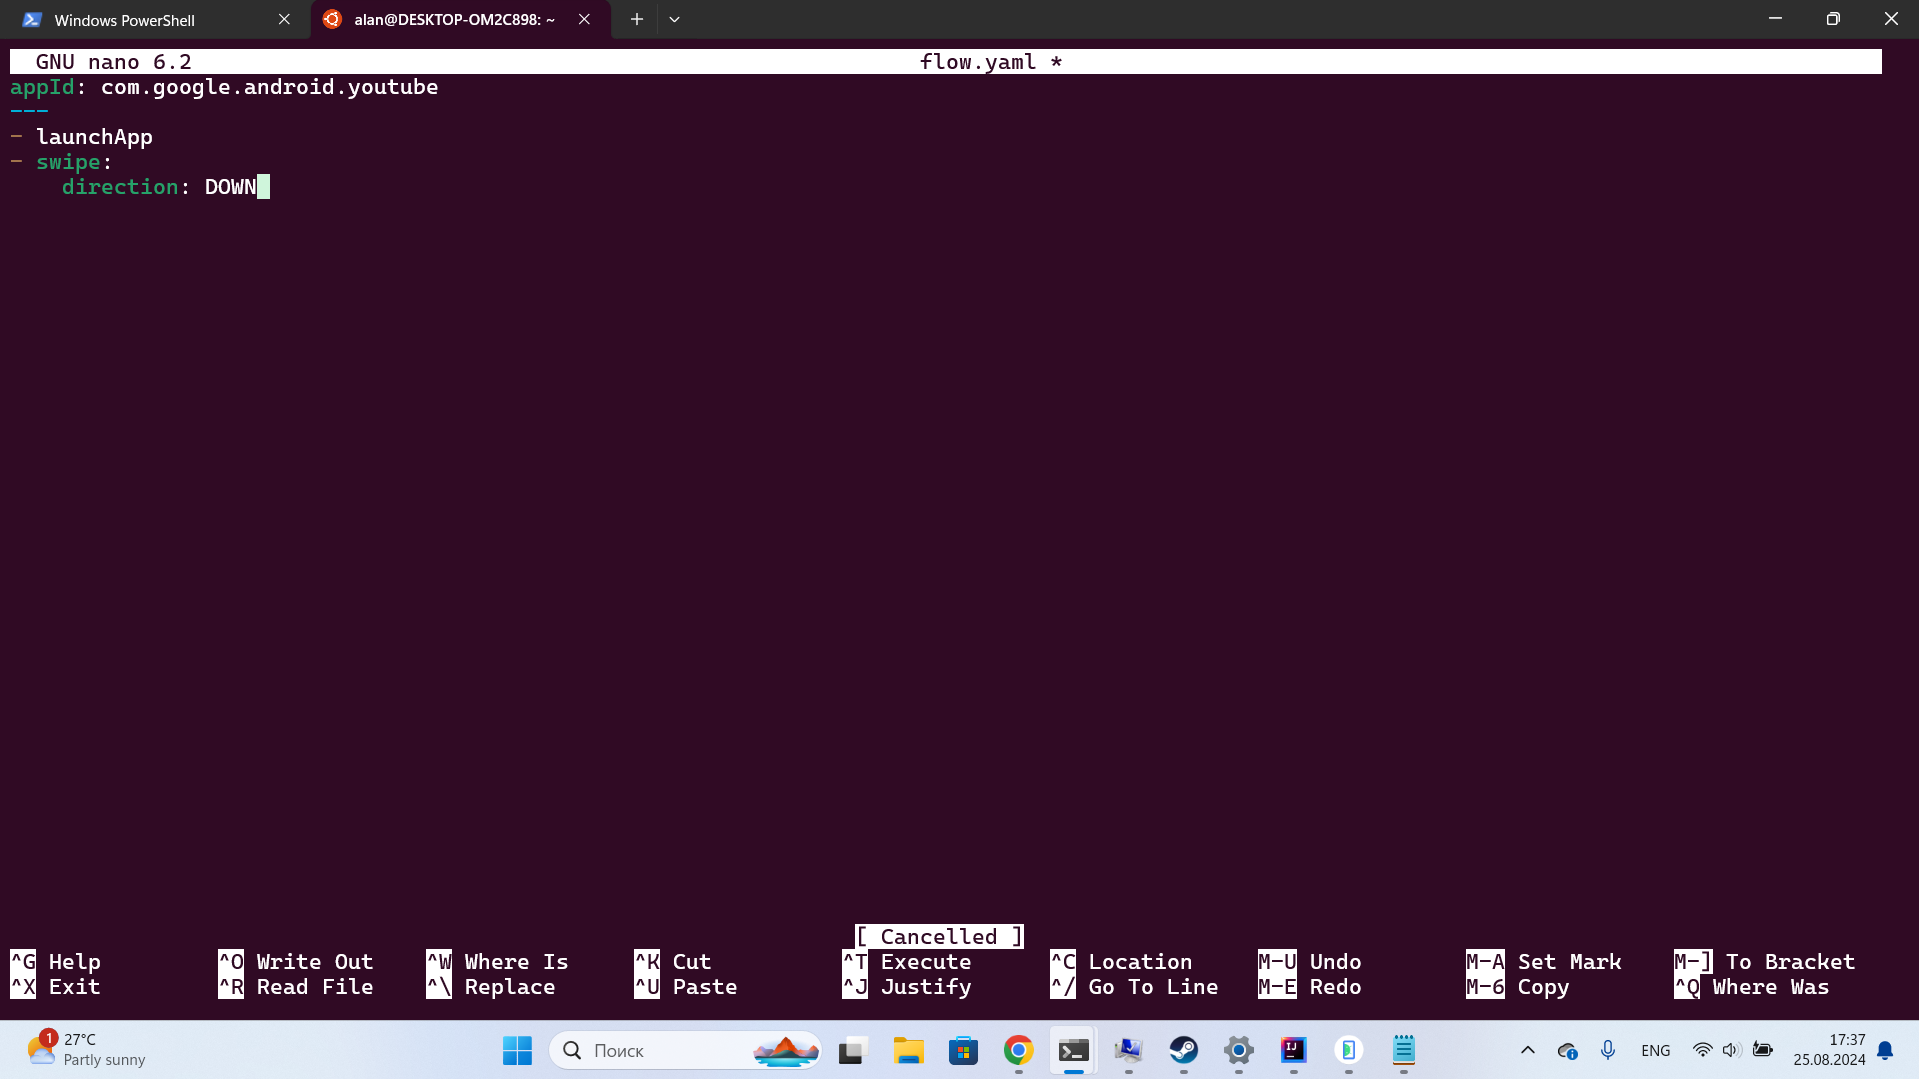 Windows PowerShell
alan@DESKTOP-OM2C898: ~
GNU nano 6.2 flow.yaml *
appId: com.google.android.youtube
---
- launchApp
- swipe:
    direction: DOWN
[ Cancelled ]
^G Help ^O Write Out ^W Where Is ^K Cut ^T Execute ^C Location M-U Undo M-A Set Mark M-] To Bracket
^X Exit ^R Read File ^\ Replace ^U Paste ^J Justify ^/ Go To Line M-E Redo M-6 Copy ^Q Where Was
1
27°C
Partly sunny
Поиск
IJ
ENG
17:37
25.08.2024